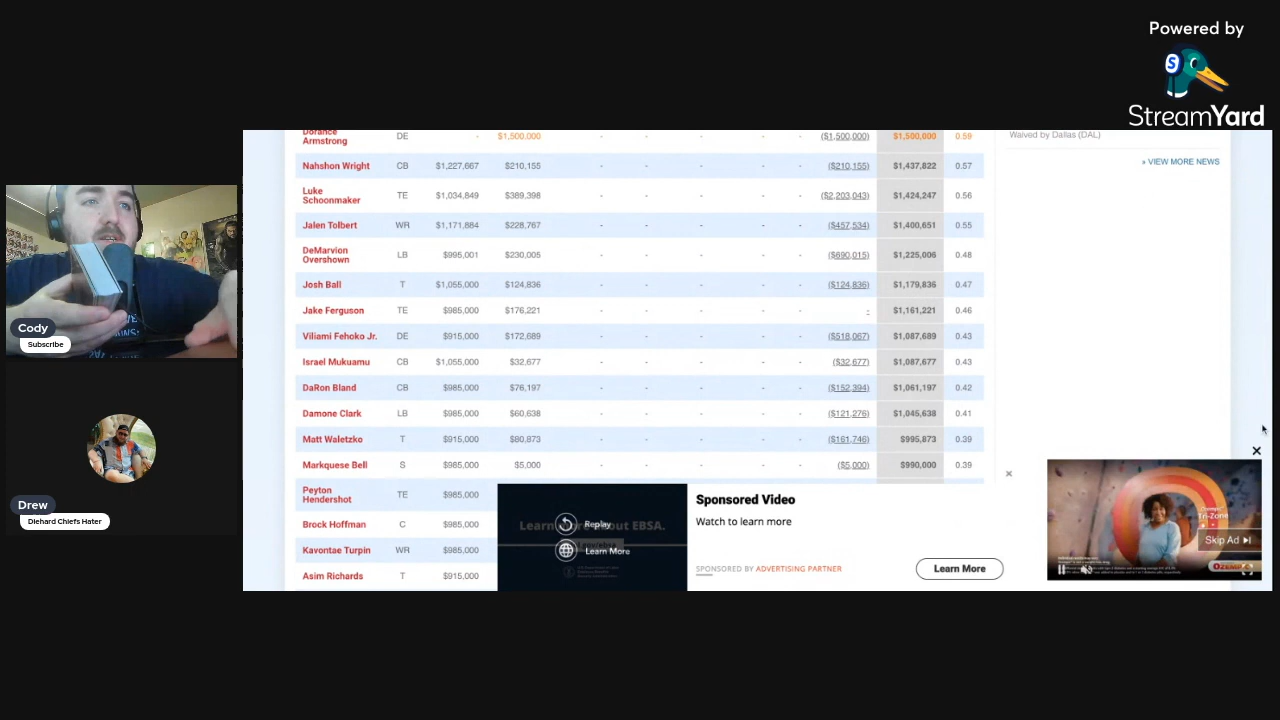 Powered by
StreamYard
Dorance Armstrong DE - $1,500,000 - - - - - ($1,500,000) $1,500,000 0.59
Nahshon Wright CB $1,227,667 $210,155 - - - - - ($210,155) $1,437,822 0.57
Luke Schoonmaker TE $1,034,849 $389,398 - - - - - ($2,203,043) $1,424,247 0.56
Jalen Tolbert WR $1,171,884 $228,767 - - - - - ($457,534) $1,400,651 0.55
DeMarvion Overshown LB $995,001 $230,005 - - - - - ($690,015) $1,225,006 0.48
Josh Ball T $1,055,000 $124,836 - - - - - ($124,836) $1,179,836 0.47
Jake Ferguson TE $985,000 $176,221 - - - - - - $1,161,221 0.46
Viliami Fehoko Jr. DE $915,000 $172,689 - - - - - ($518,067) $1,087,689 0.43
Israel Mukuamu CB $1,055,000 $32,677 - - - - - ($32,677) $1,087,677 0.43
DaRon Bland CB $985,000 $76,197 - - - - - ($152,394) $1,061,197 0.42
Damone Clark LB $985,000 $60,638 - - - - - ($121,276) $1,045,638 0.41
Matt Waletzko T $915,000 $80,873 - - - - - ($161,746) $995,873 0.39
Markquese Bell S $985,000 $5,000 - - - - - ($5,000) $990,000 0.39
Peyton Hendershot TE $985,000
Brock Hoffman C $985,000
Kavontae Turpin WR $985,000
Asim Richards T $915,000
Waived by Dallas (DAL)
» VIEW MORE NEWS
Cody
Subscribe
Drew
Diehard Chiefs Hater
Learn out EBSA.
Replay
Learn More
Sponsored Video
Watch to learn more
SPONSORED BY ADVERTISING PARTNER
Learn More
Tri-Zone
Skip Ad
OZEMPIC